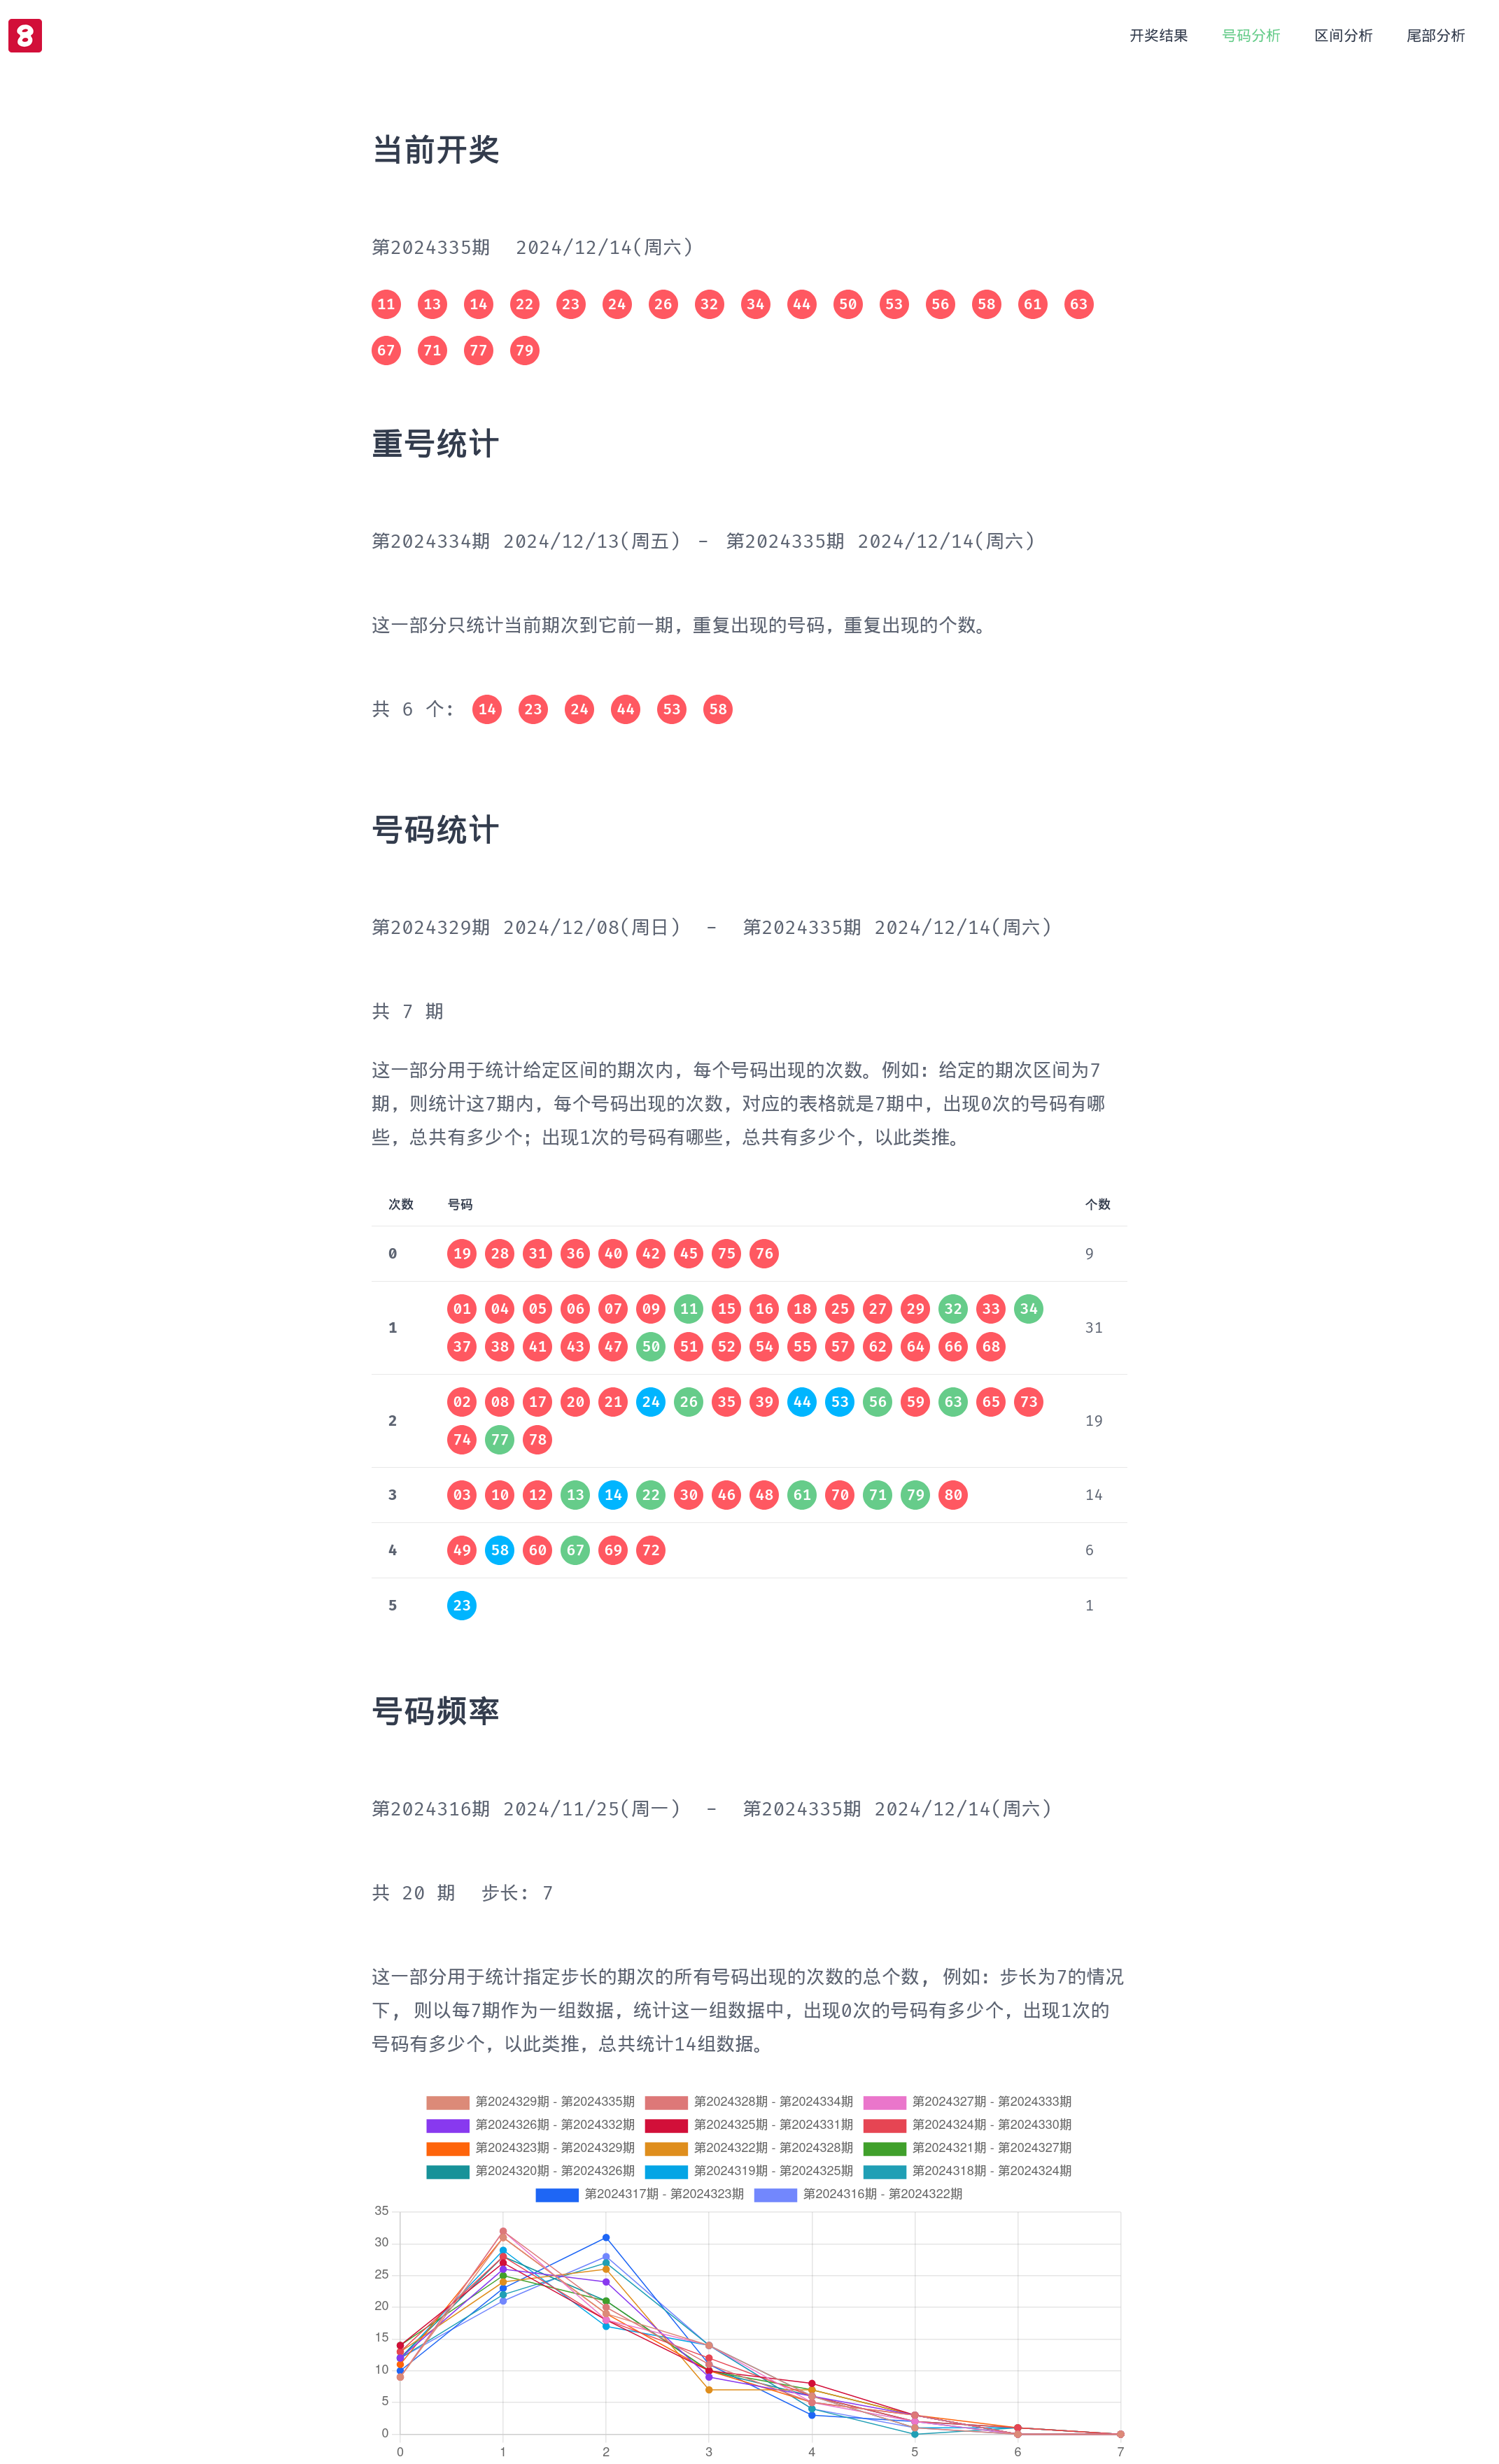 8
开奖结果 号码分析 区间分析 尾部分析
当前开奖
第2024335期 2024/12/14(周六)
11 13 14 22 23 24 26 32 34 44 50 53 56 58 61 63
67 71 77 79
重号统计
第2024334期 2024/12/13(周五) - 第2024335期 2024/12/14(周六)
这一部分只统计当前期次到它前一期，重复出现的号码，重复出现的个数。
共 6 个: 14 23 24 44 53 58
号码统计
第2024329期 2024/12/08(周日) - 第2024335期 2024/12/14(周六)
共 7 期
这一部分用于统计给定区间的期次内，每个号码出现的次数。例如：给定的期次区间为7
期，则统计这7期内，每个号码出现的次数，对应的表格就是7期中，出现0次的号码有哪
些，总共有多少个；出现1次的号码有哪些，总共有多少个，以此类推。
次数 号码 个数
0 19 28 31 36 40 42 45 75 76 9
01 04 05 06 07 09 11 15 16 18 25 27 29 32 33 34
1 31
37 38 41 43 47 50 51 52 54 55 57 62 64 66 68
02 08 17 20 21 24 26 35 39 44 53 56 59 63 65 73
2 19
74 77 78
3 03 10 12 13 14 22 30 46 48 61 70 71 79 80 14
4 49 58 60 67 69 72 6
5 23 1
号码频率
第2024316期 2024/11/25(周一) - 第2024335期 2024/12/14(周六)
共 20 期 步长: 7
这一部分用于统计指定步长的期次的所有号码出现的次数的总个数, 例如：步长为7的情况
下, 则以每7期作为一组数据，统计这一组数据中，出现0次的号码有多少个，出现1次的
号码有多少个，以此类推，总共统计14组数据。
第2024329期 - 第2024335期 第2024328期 - 第2024334期 第2024327期 - 第2024333期
第2024326期 - 第2024332期 第2024325期 - 第2024331期 第2024324期 - 第2024330期
第2024323期 - 第2024329期 第2024322期 - 第2024328期 第2024321期 - 第2024327期
第2024320期 - 第2024326期 第2024319期 - 第2024325期 第2024318期 - 第2024324期
第2024317期 - 第2024323期 第2024316期 - 第2024322期
35
30
25
20
15
10
5
0
0 1 2 3 4 5 6 7